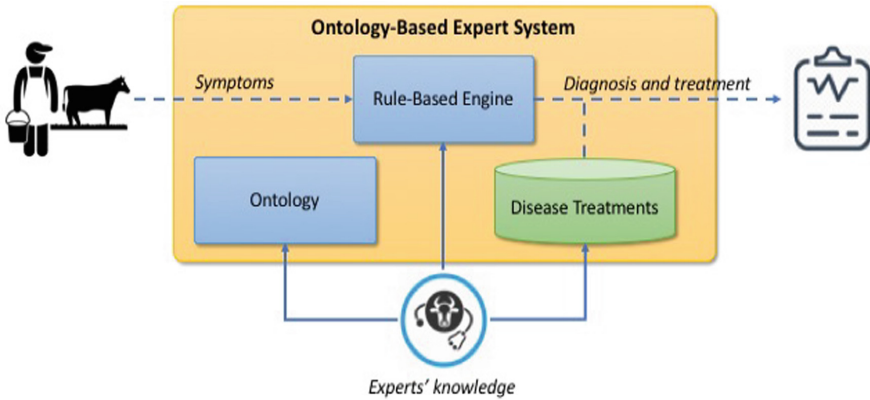 Ontology-Based Expert System
Symptoms
Rule-Based Engine
Diagnosis and treatment
Ontology
Disease Treatments
Experts' knowledge